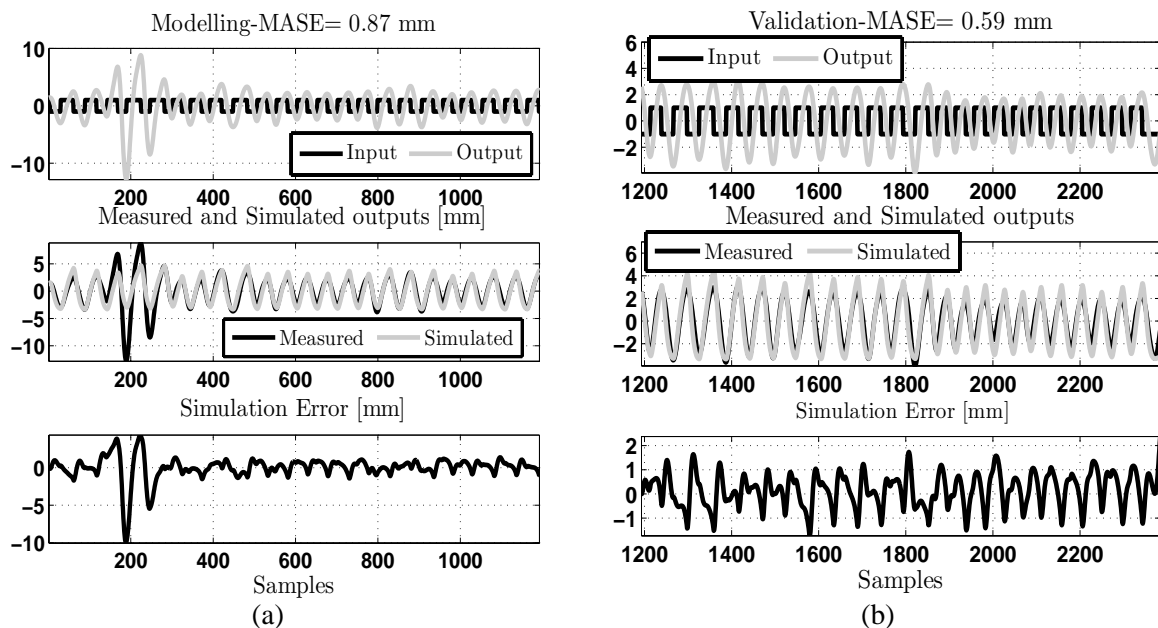 Modelling-MASE= 0.87 mm
10
0
−10
Input Output
200 400 600 800 1000
Measured and Simulated outputs [mm]
5
0
−5
−10
Measured Simulated
200 400 600 800 1000
Simulation Error [mm]
0
−5
−10
200 400 600 800 1000
Samples
(a)
Validation-MASE= 0.59 mm
6
4
2
0
−2
Input Output
1200 1400 1600 1800 2000 2200
Measured and Simulated outputs
6
4
2
0
−2
Measured Simulated
1200 1400 1600 1800 2000 2200
Simulation Error [mm]
2
1
0
−1
1200 1400 1600 1800 2000 2200
Samples
(b)